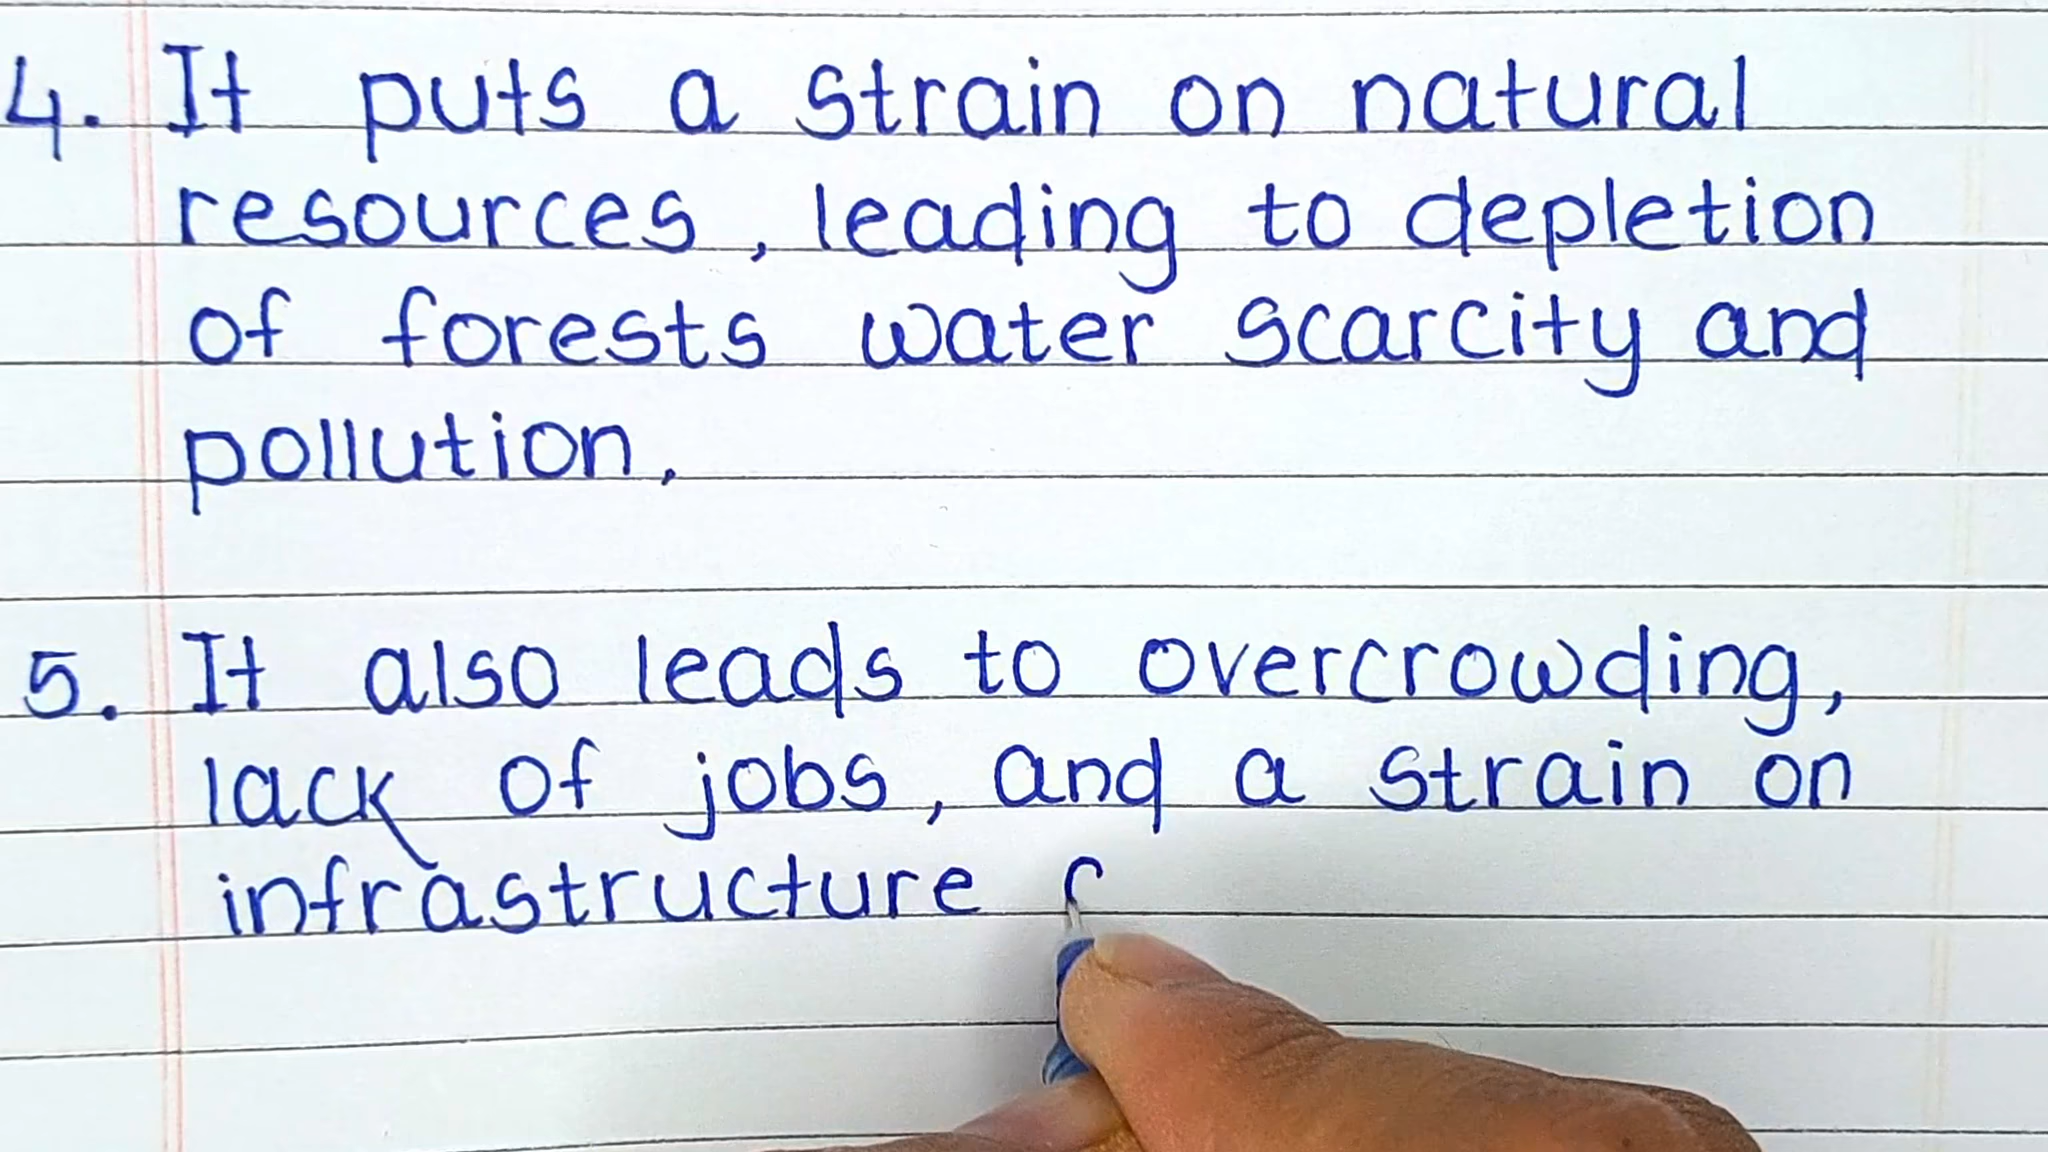 4. It puts a strain on natural
resources, leading to depletion
of forests water scarcity and
pollution.
5. It also leads to overcrowding,
lack of jobs, and a strain on
infrastructure